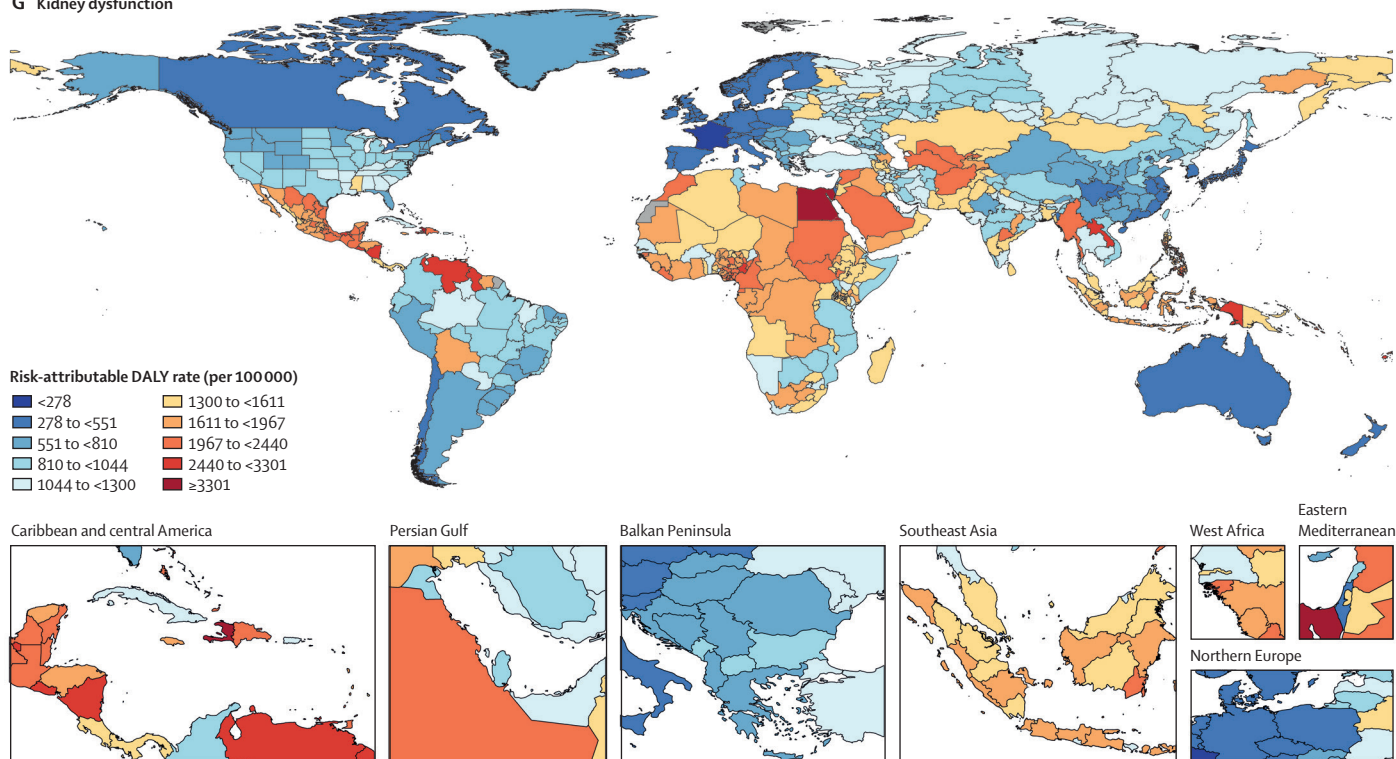 G Kidney dysfunction
Risk-attributable DALY rate (per 100 000)
<278
278 to <551
551 to <810
810 to <1044
1044 to <1300
1300 to <1611
1611 to <1967
1967 to <2440
2440 to <3301
≥3301
Caribbean and central America
Persian Gulf
Balkan Peninsula
Southeast Asia
West Africa
Eastern
Mediterranean
Northern Europe